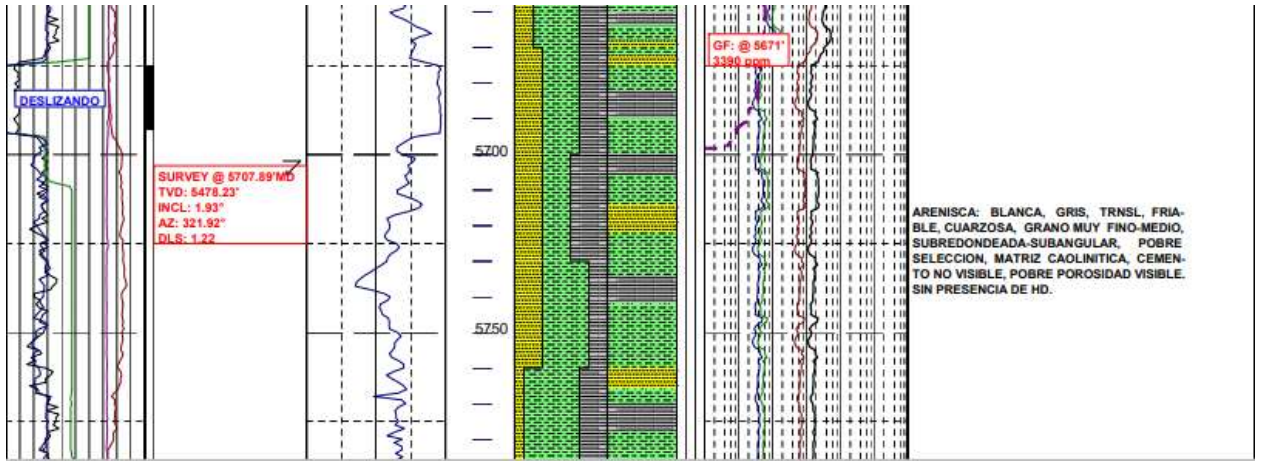 GF: @ 5671'
3390 ppm
DESLIZANDO
5700
SURVEY @ 5707.89'MD
TVD: 5478.23'
INCL: 1.93°
AZ: 321.92°
DLS: 1.22
ARENISCA: BLANCA, GRIS, TRNSL, FRIA-
BLE, CUARZOSA, GRANO MUY FINO-MEDIO,
SUBREDONDEADA-SUBANGULAR, POBRE
SELECCION, MATRIZ CAOLINITICA, CEMEN-
TO NO VISIBLE, POBRE POROSIDAD VISIBLE.
SIN PRESENCIA DE HD.
5750